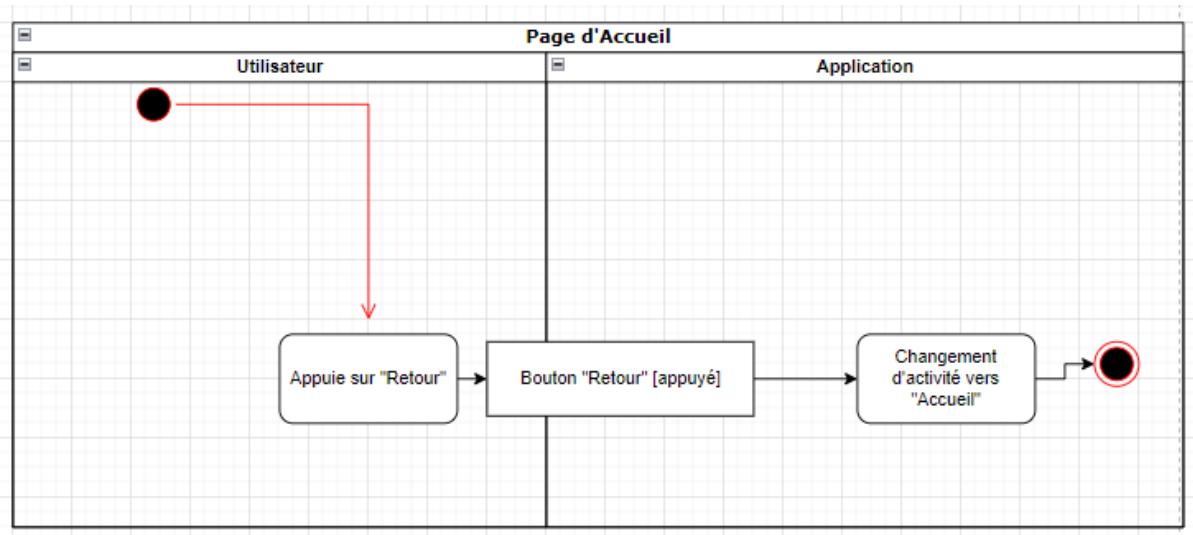 Page d'Accueil
Utilisateur
Application
Appuie sur "Retour"
Bouton "Retour" [appuyé]
Changement
d'activité vers
"Accueil"